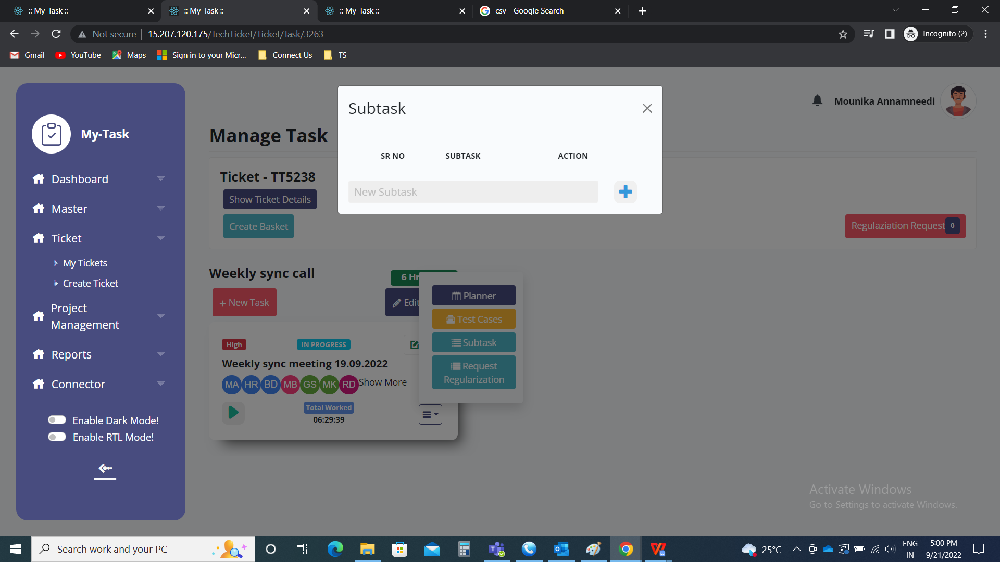 :: My-Task ::
:: My-Task ::
:: My-Task ::
csv - Google Search
Not secure
15.207.120.175/TechTicket/Ticket/Task/3263
Incognito (2)
Gmail
YouTube
Maps
Sign in to your Micr...
Connect Us
TS
My-Task
Dashboard
Master
Ticket
My Tickets
Create Ticket
Project
Management
Reports
Connector
Enable Dark Mode!
Enable RTL Mode!
Mounika Annamneedi
Manage Task
Ticket - TT5238
Show Ticket Details
Create Basket
Regulaziation Request 0
Subtask
SR NO SUBTASK ACTION
New Subtask
Weekly sync call
6 Hr
New Task
Edit
High
IN PROGRESS
Weekly sync meeting 19.09.2022
MA HR BD MB GS MK RD Show More
Total Worked
06:29:39
Planner
Test Cases
Subtask
Request
Regularization
Activate Windows
Go to Settings to activate Windows.
Search work and your PC
25°C
ENG
IN
5:00 PM
9/21/2022